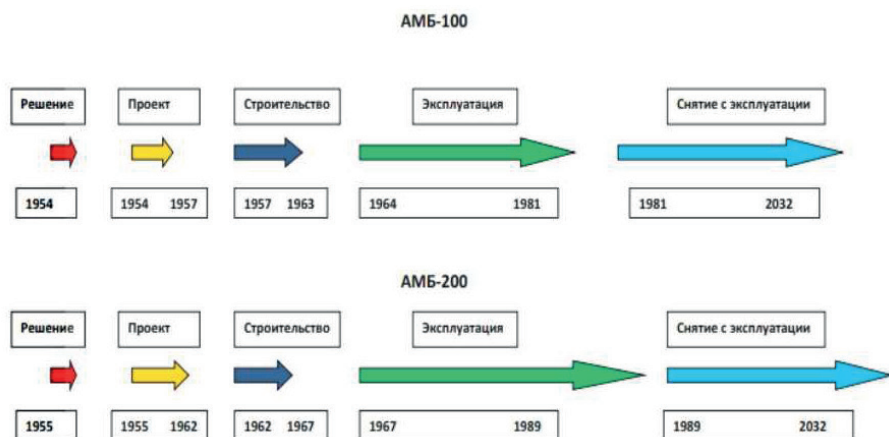 АМБ-100
Решение Проект Строительство Эксплуатация Снятие с эксплуатации
1954 1954 1957 1957 1963 1964 1981 1981 2032
АМБ-200
Решение Проект Строительство Эксплуатация Снятие с эксплуатации
1955 1955 1962 1962 1967 1967 1989 1989 2032